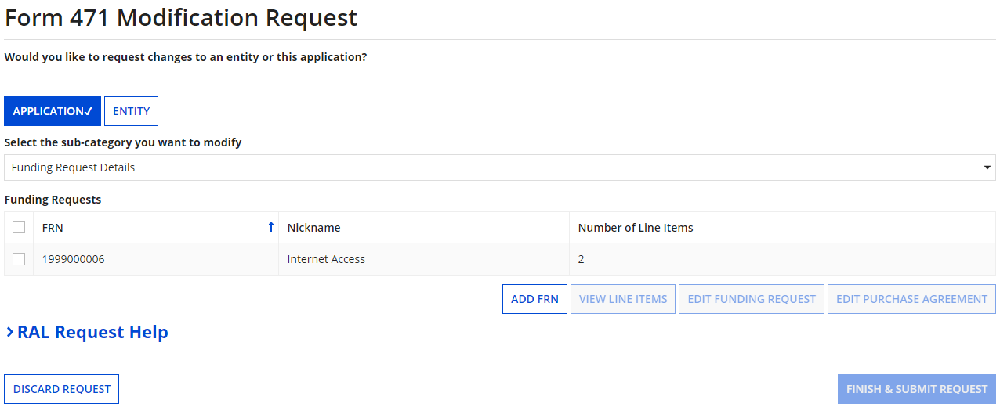 Form 471 Modification Request
Would you like to request changes to an entity or this application?
APPLICATION✓ ENTITY
Select the sub-category you want to modify
Funding Request Details
Funding Requests
FRN Nickname Number of Line Items
1999000006 Internet Access 2
ADD FRN VIEW LINE ITEMS EDIT FUNDING REQUEST EDIT PURCHASE AGREEMENT
RAL Request Help
DISCARD REQUEST FINISH & SUBMIT REQUEST